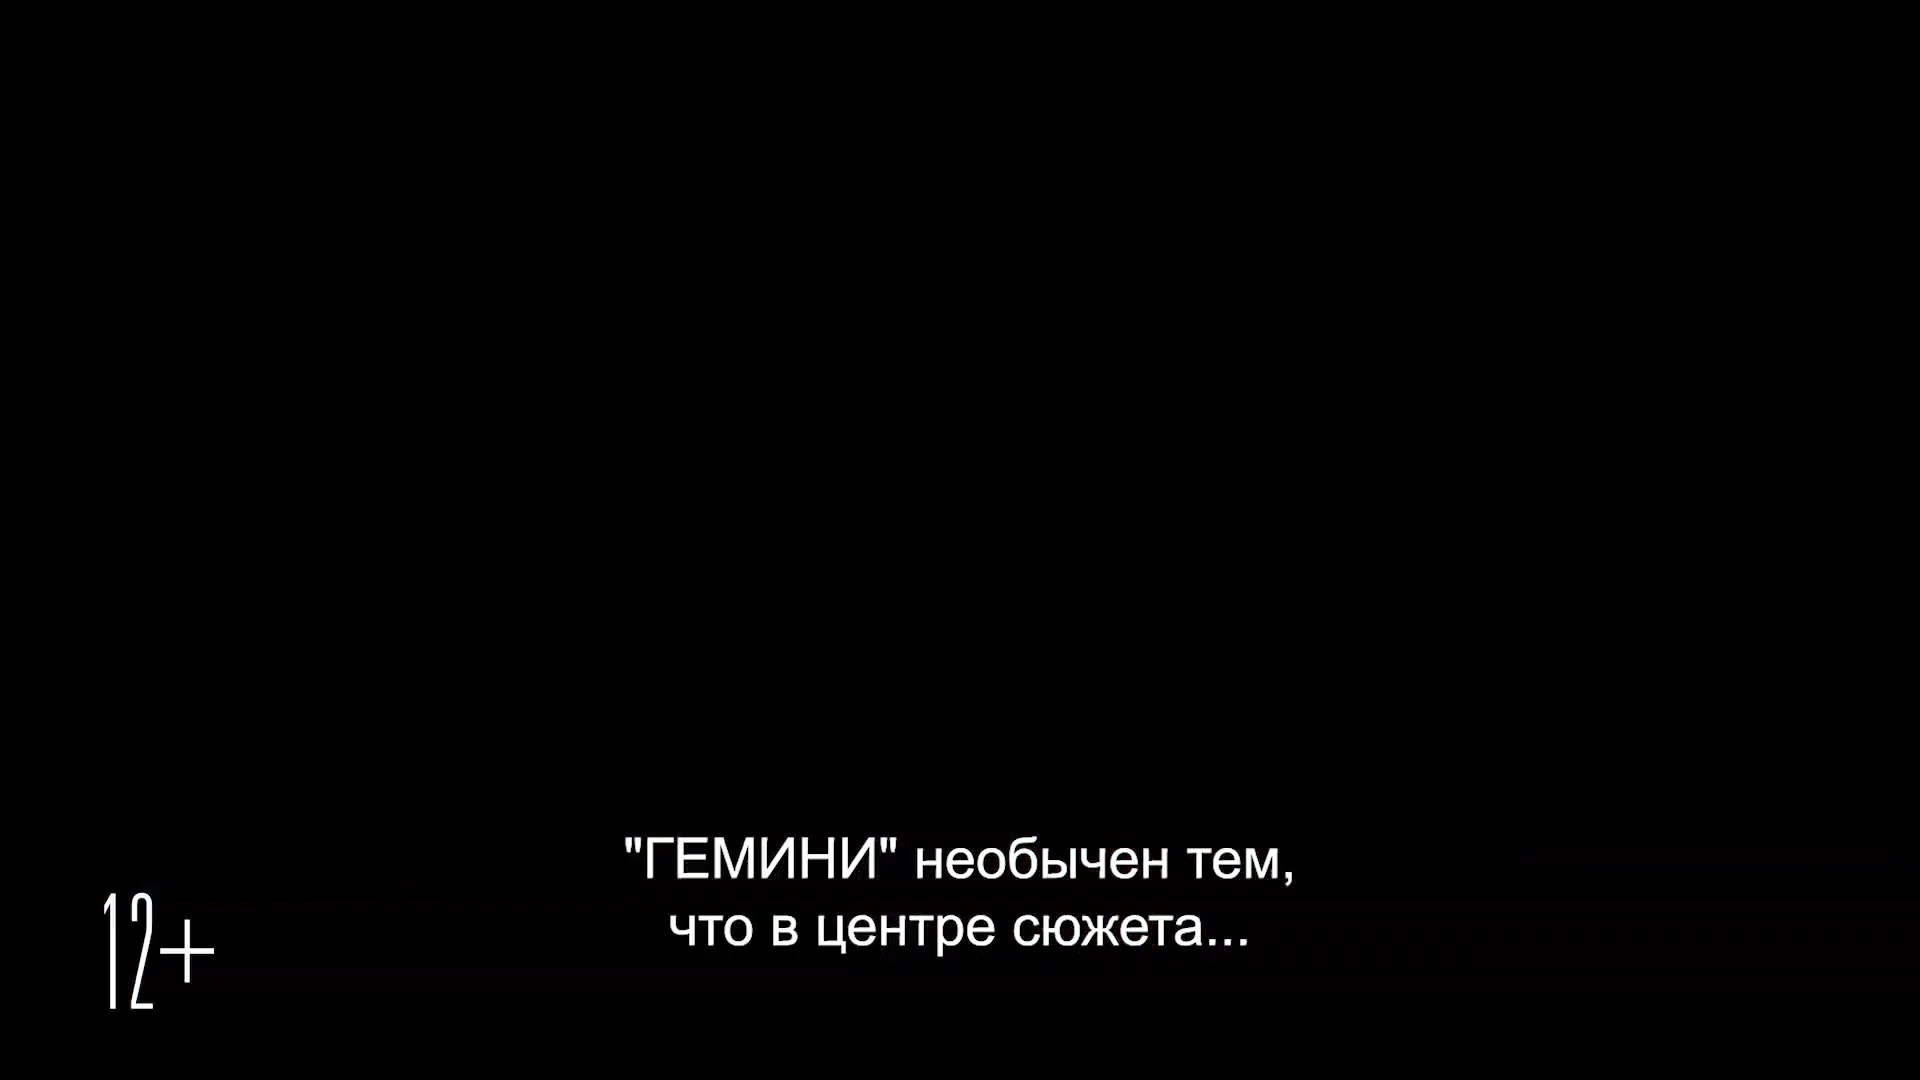 "ГЕМИНИ" необычен тем,
что в центре сюжета...
12+